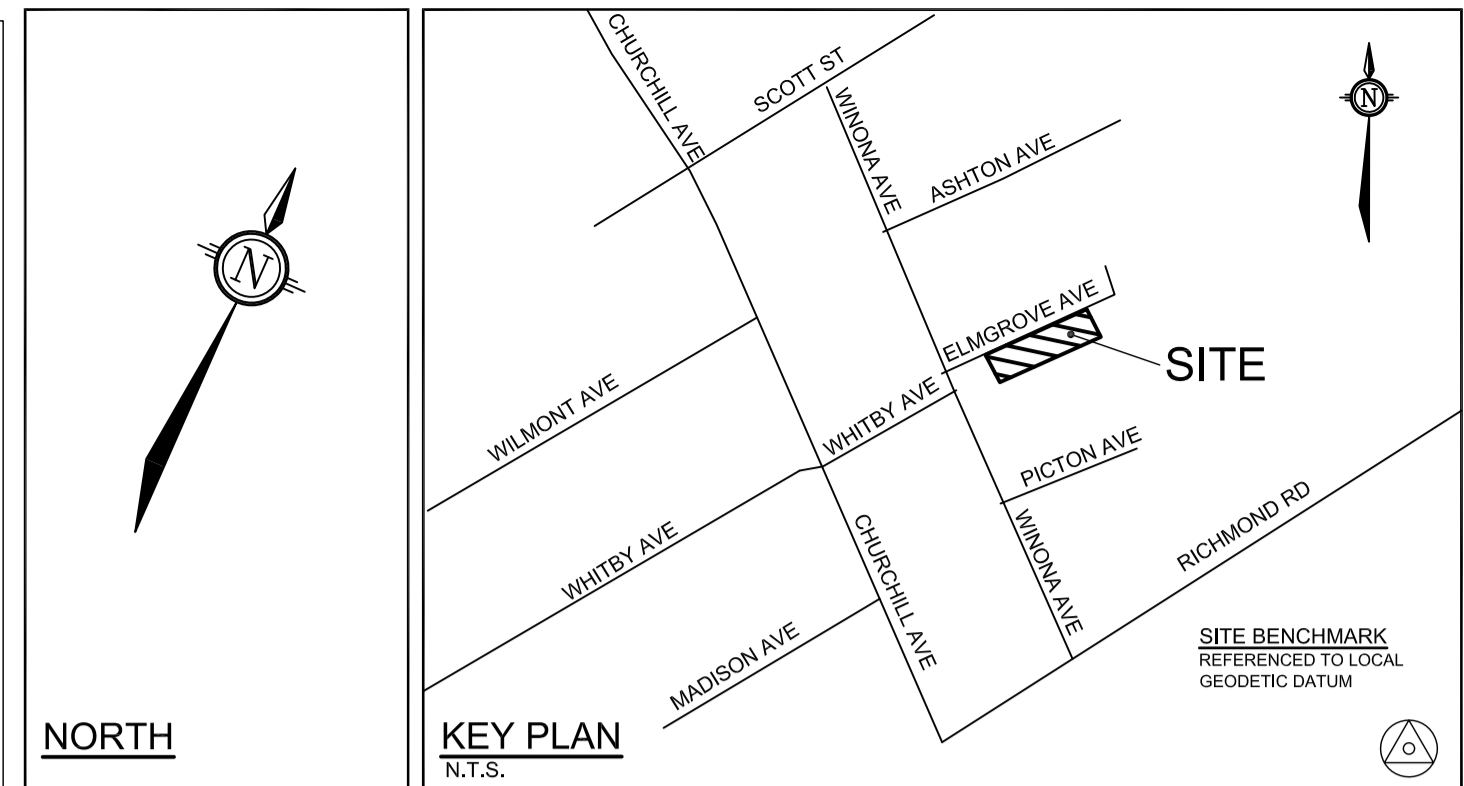 N
NORTH
CHURCHILL AVE
SCOTT ST
WINONA AVE
ASHTON AVE
N
ELMGROVE AVE
SITE
WILMONT AVE
WHITBY AVE
PICTON AVE
RICHMOND RD
WHITBY AVE
CHURCHILL AVE
WINONA AVE
MADISON AVE
SITE BENCHMARK
REFERENCED TO LOCAL
GEODETIC DATUM
KEY PLAN
N.T.S.